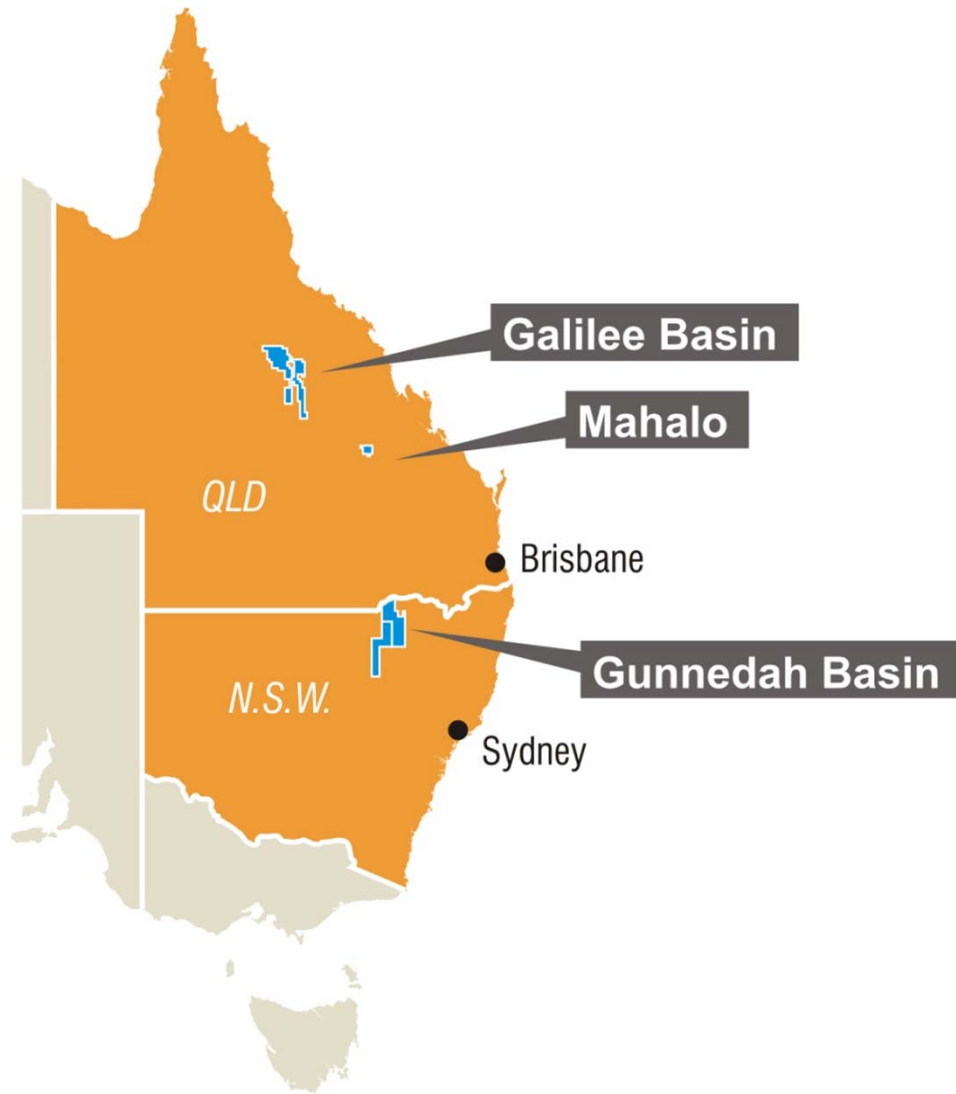 Galilee Basin
Mahalo
QLD
Brisbane
Gunnedah Basin
N.S.W.
Sydney